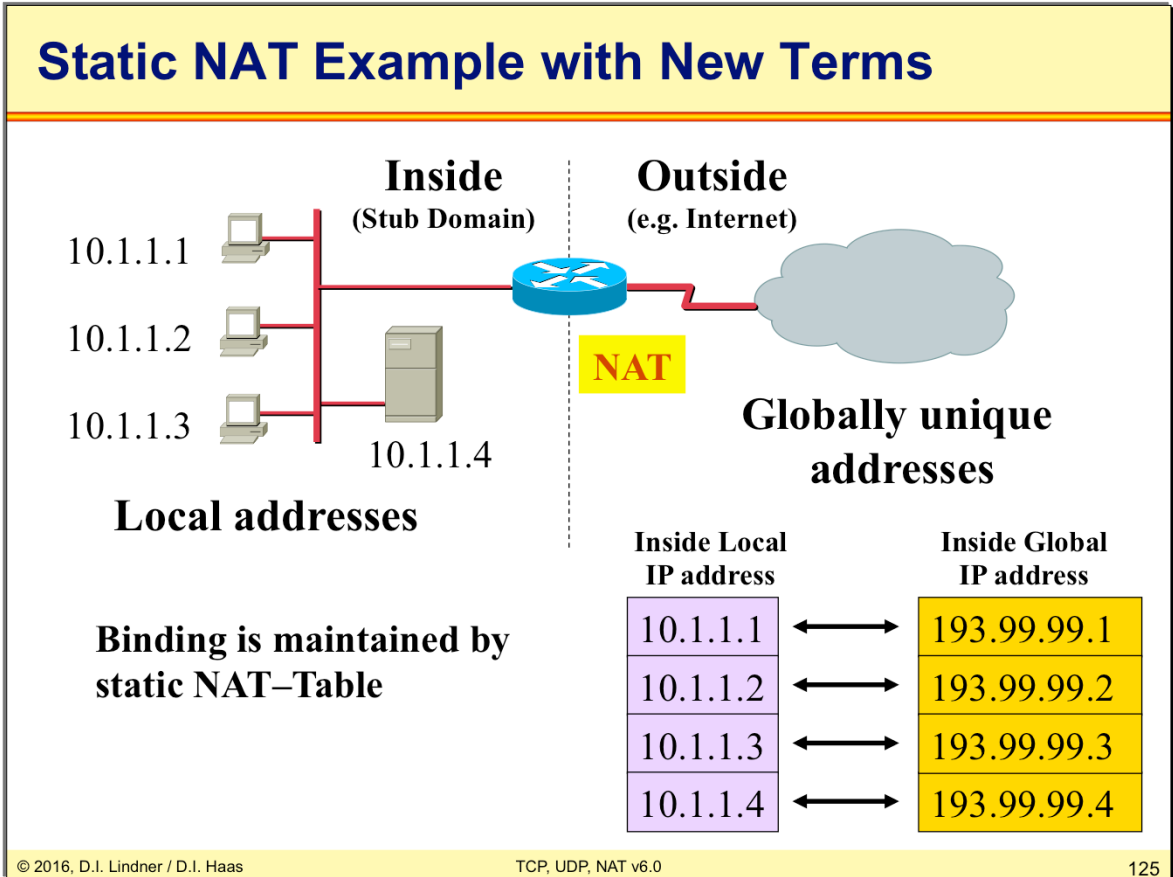 Static NAT Example with New Terms
Inside
(Stub Domain)
Outside
(e.g. Internet)
10.1.1.1
10.1.1.2
10.1.1.3
10.1.1.4
NAT
Local addresses
Globally unique
addresses
Binding is maintained by
static NAT–Table
Inside Local
IP address
Inside Global
IP address
10.1.1.1 193.99.99.1
10.1.1.2 193.99.99.2
10.1.1.3 193.99.99.3
10.1.1.4 193.99.99.4
© 2016, D.I. Lindner / D.I. Haas
TCP, UDP, NAT v6.0
125